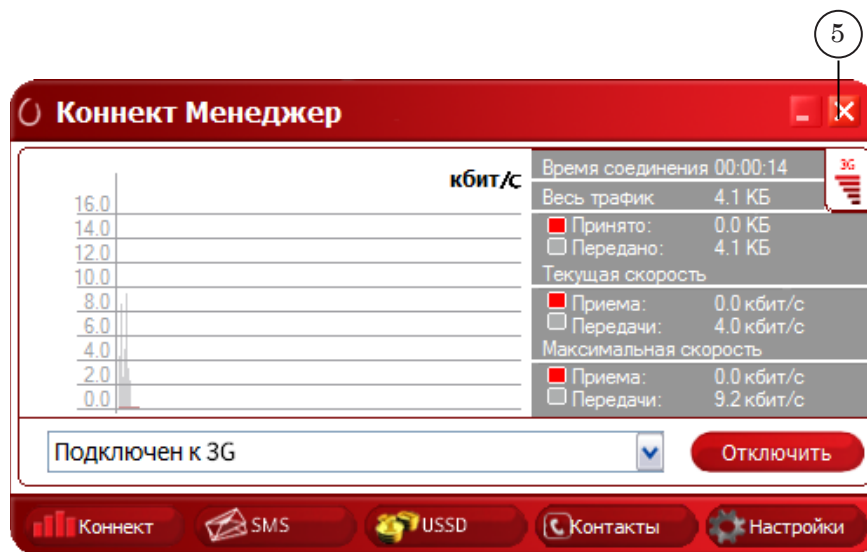 5
Коннект Менеджер
кбит/с
16.0
14.0
12.0
10.0
8.0
6.0
4.0
2.0
0.0
Время соединения 00:00:14
3G
Весь трафик 4.1 КБ
Принято: 0.0 КБ
Передано: 4.1 КБ
Текущая скорость
Приема: 0.0 кбит/с
Передачи: 4.0 кбит/с
Максимальная скорость
Приема: 0.0 кбит/с
Передачи: 9.2 кбит/с
Подключен к 3G
Отключить
Коннект SMS USSD Контакты Настройки